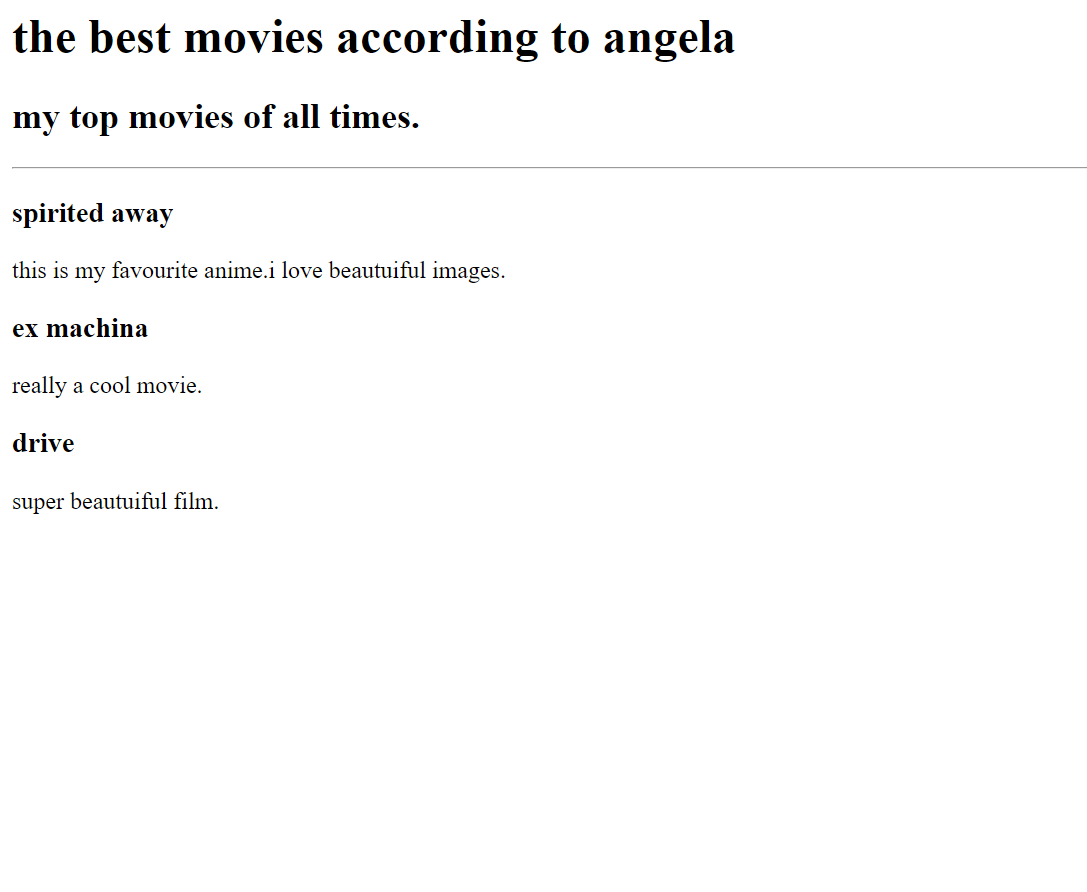 the best movies according to angela
my top movies of all times.
spirited away
this is my favourite anime.i love beautuiful images.
ex machina
really a cool movie.
drive
super beautuiful film.